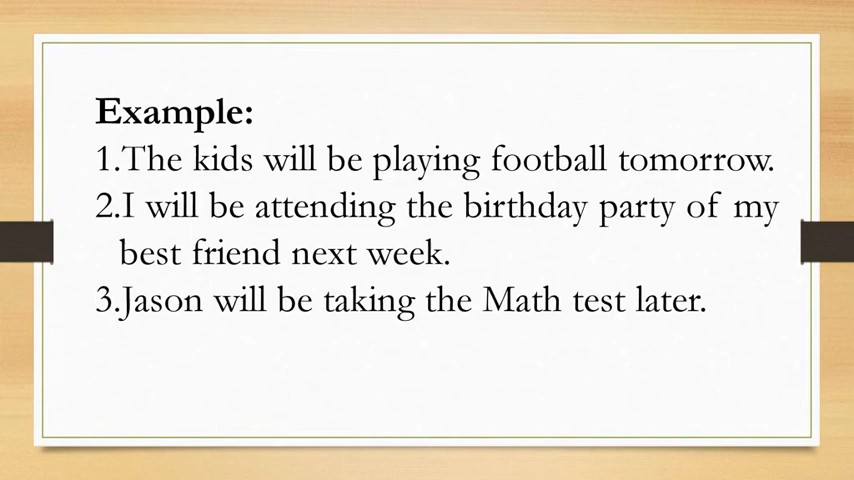 Example:
1.The kids will be playing football tomorrow.
2.I will be attending the birthday party of my
best friend next week.
3.Jason will be taking the Math test later.